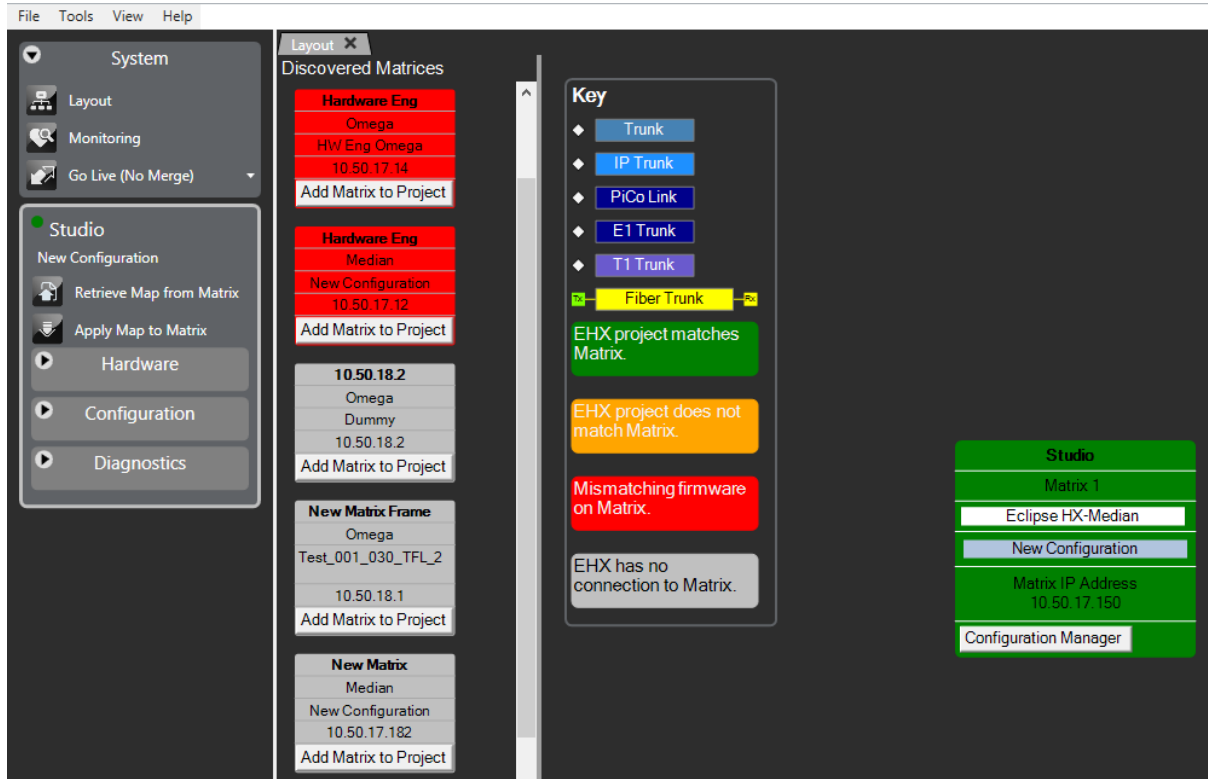 File Tools View Help
System
Layout
Monitoring
Go Live (No Merge)
Studio
New Configuration
Retrieve Map from Matrix
Apply Map to Matrix
Hardware
Configuration
Diagnostics
Layout
Discovered Matrices
Hardware Eng
Omega
HW Eng Omega
10.50.17.14
Add Matrix to Project
Hardware Eng
Median
New Configuration
10.50.17.12
Add Matrix to Project
10.50.18.2
Omega
Dummy
10.50.18.2
Add Matrix to Project
New Matrix Frame
Omega
Test_001_030_TFL_2
10.50.18.1
Add Matrix to Project
New Matrix
Median
New Configuration
10.50.17.182
Add Matrix to Project
Key
Trunk
IP Trunk
PiCo Link
E1 Trunk
T1 Trunk
Tx Fiber Trunk Rx
EHX project matches
Matrix.
EHX project does not
match Matrix.
Mismatching firmware
on Matrix.
EHX has no
connection to Matrix.
Studio
Matrix 1
Eclipse HX-Median
New Configuration
Matrix IP Address
10.50.17.150
Configuration Manager